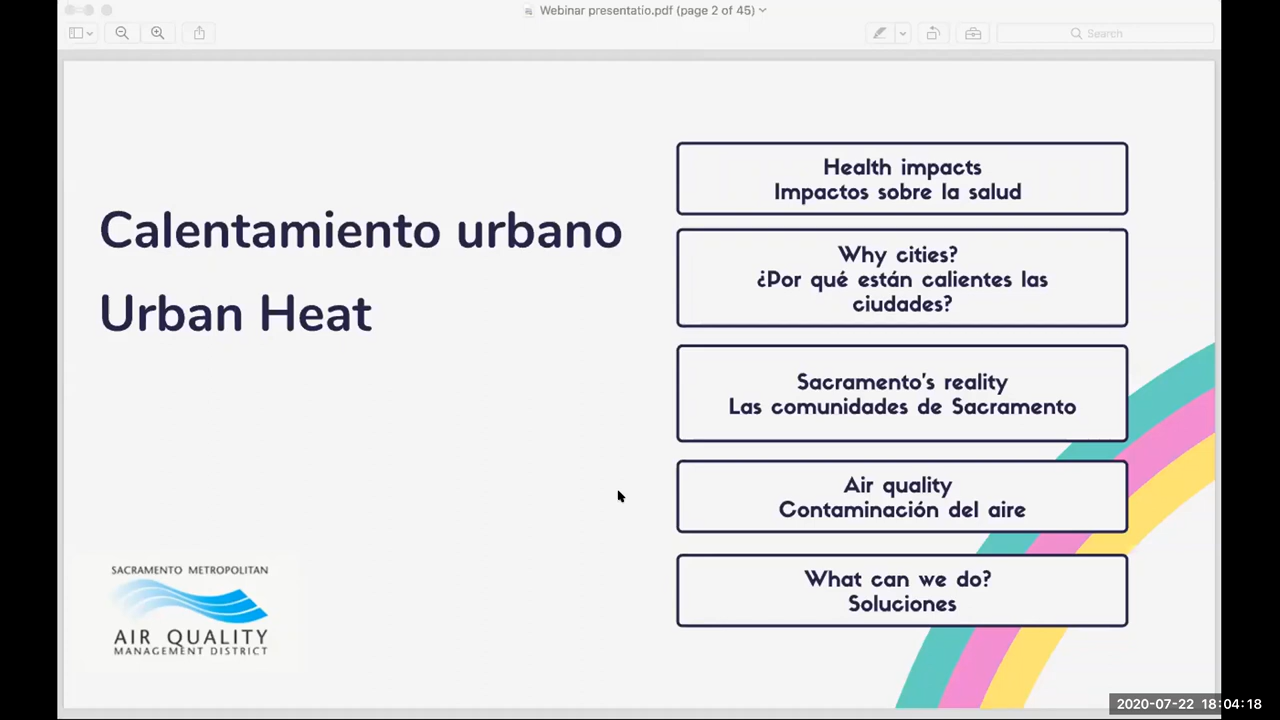 Webinar presentatio.pdf (page 2 of 45)
Search
Calentamiento urbano
Urban Heat
Health impacts
Impactos sobre la salud
Why cities?
¿Por qué están calientes las
ciudades?
Sacramento's reality
Las comunidades de Sacramento
Air quality
Contaminación del aire
What can we do?
Soluciones
SACRAMENTO METROPOLITAN
AIR QUALITY
MANAGEMENT DISTRICT
2020-07-22 18:04:18